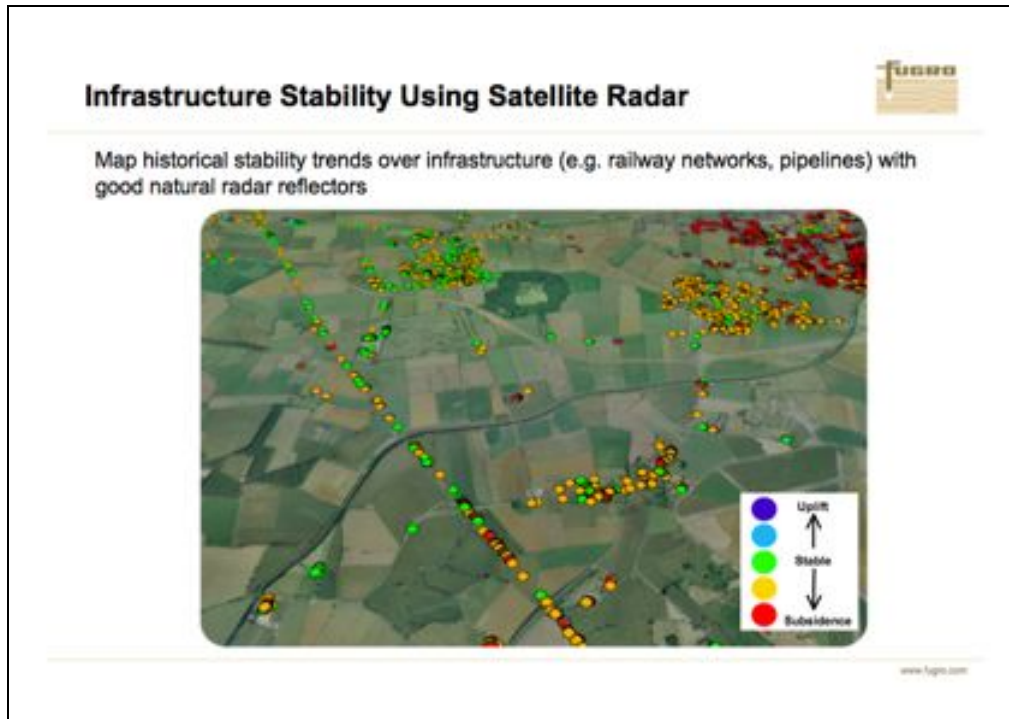 fugro
Infrastructure Stability Using Satellite Radar
Map historical stability trends over infrastructure (e.g. railway networks, pipelines) with
good natural radar reflectors
Uplift
Stable
Subsidence
www.fugro.com